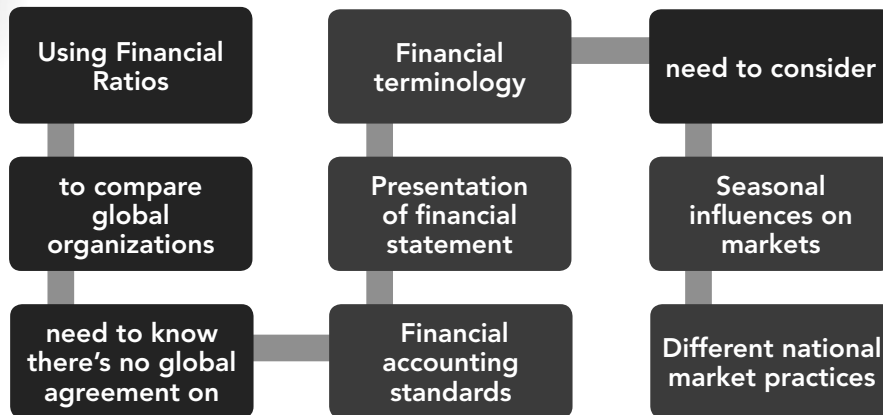 Using Financial
Ratios
to compare
global
organizations
need to know
there's no global
agreement on
Financial
accounting
standards
Presentation
of financial
statement
Financial
terminology
need to consider
Seasonal
influences on
markets
Different national
market practices